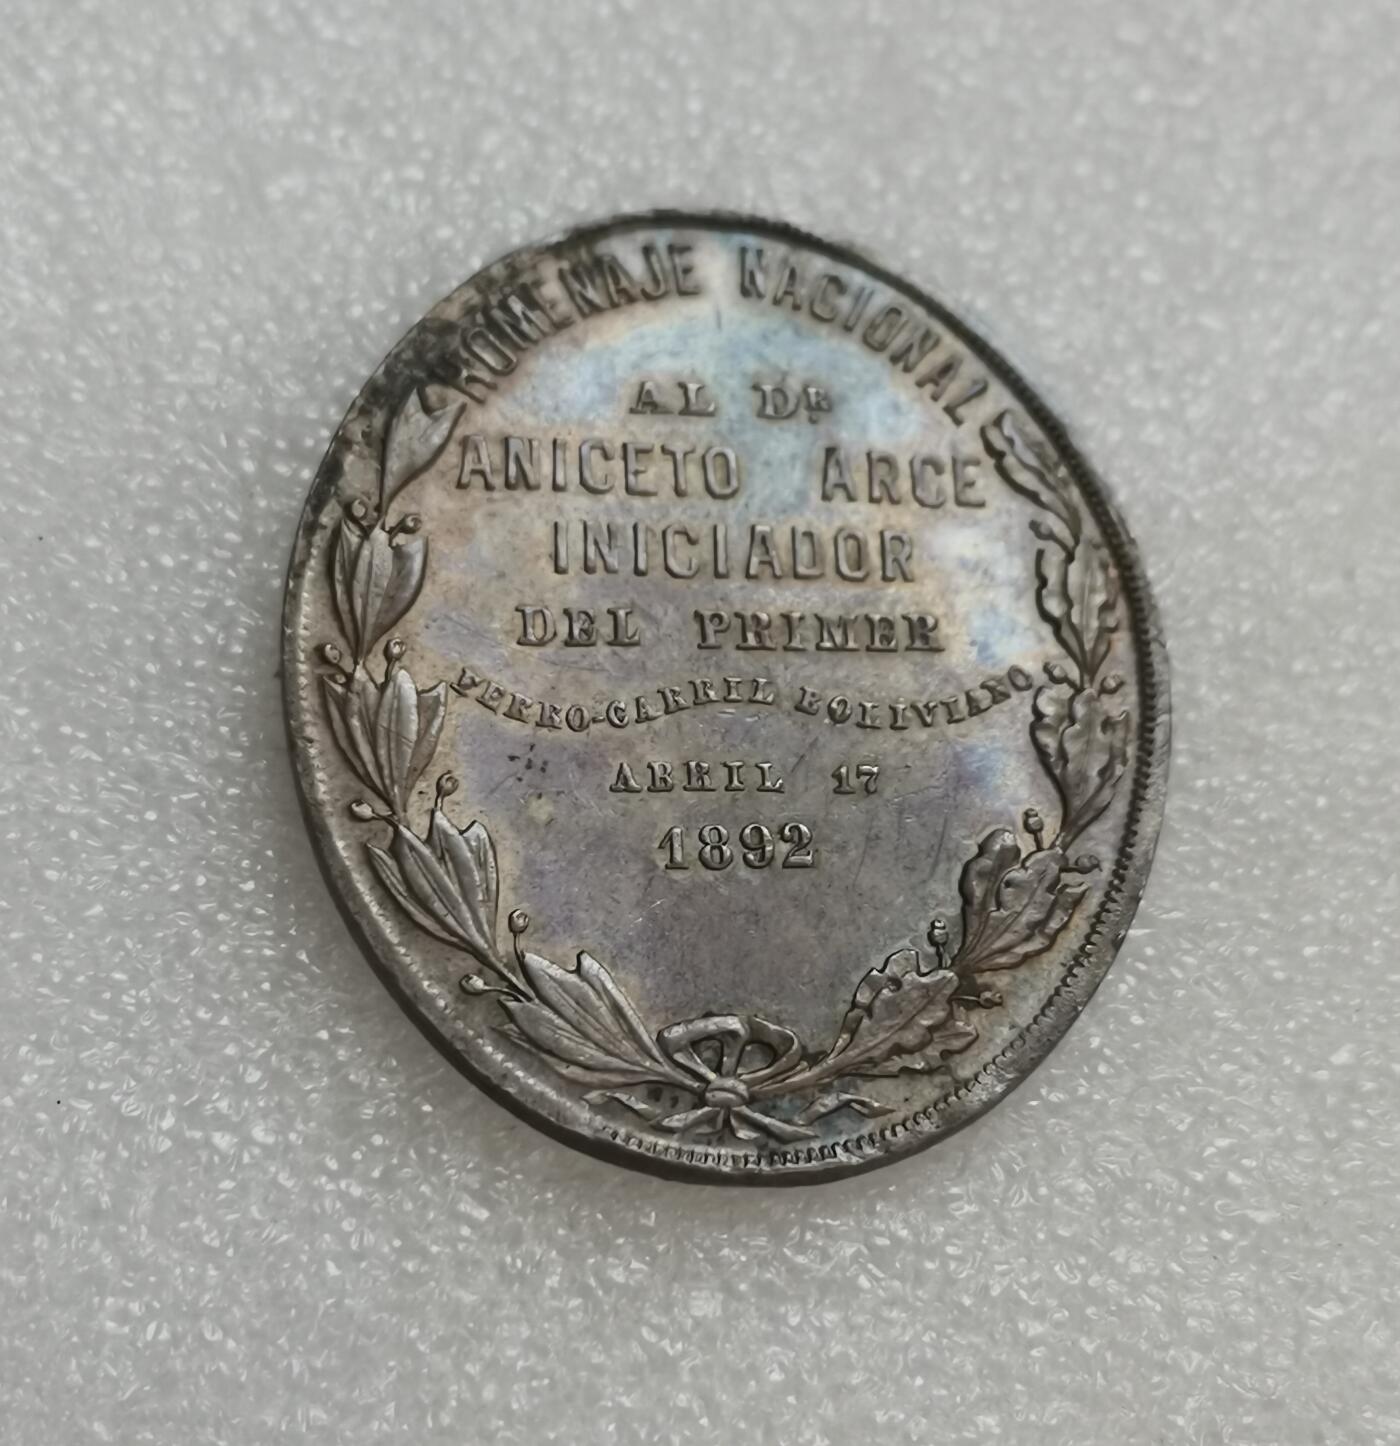 HOMENAJE NACIONAL
AL DR
ANICETO ARCE
INICIADOR
DEL PRIMER
FERRO-CARRIL BOLIVIANO
ABRIL 17
1892